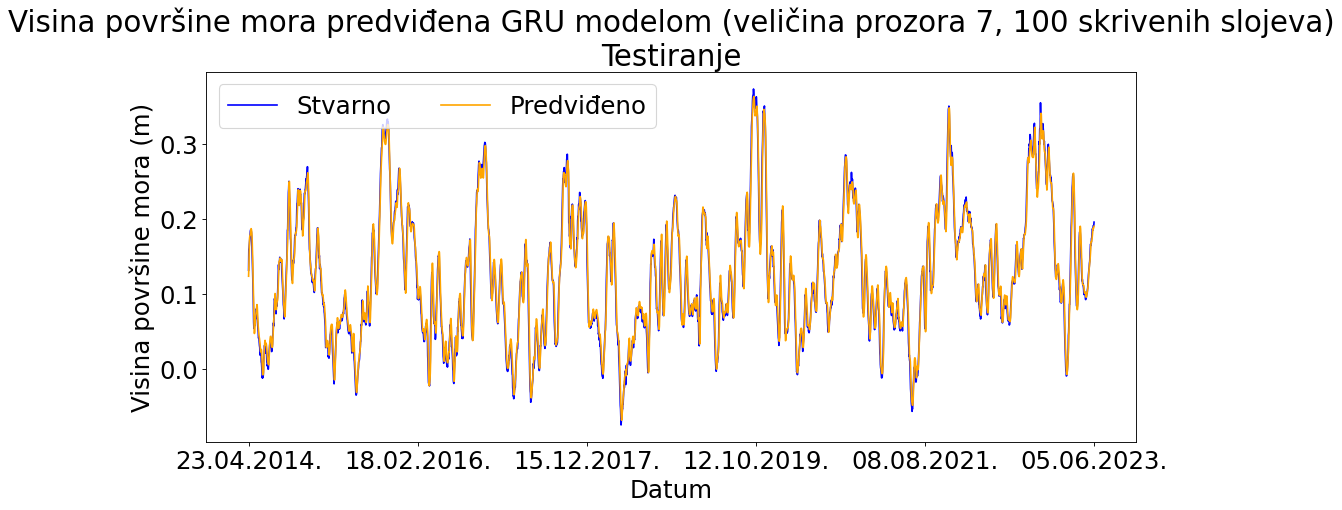 Visina površine mora predviđena GRU modelom (veličina prozora 7, 100 skrivenih slojeva)
Testiranje
Stvarno
Predviđeno
Visina površine mora (m)
0.3
0.2
0.1
0.0
23.04.2014.
18.02.2016.
15.12.2017.
12.10.2019.
08.08.2021.
05.06.2023.
Datum